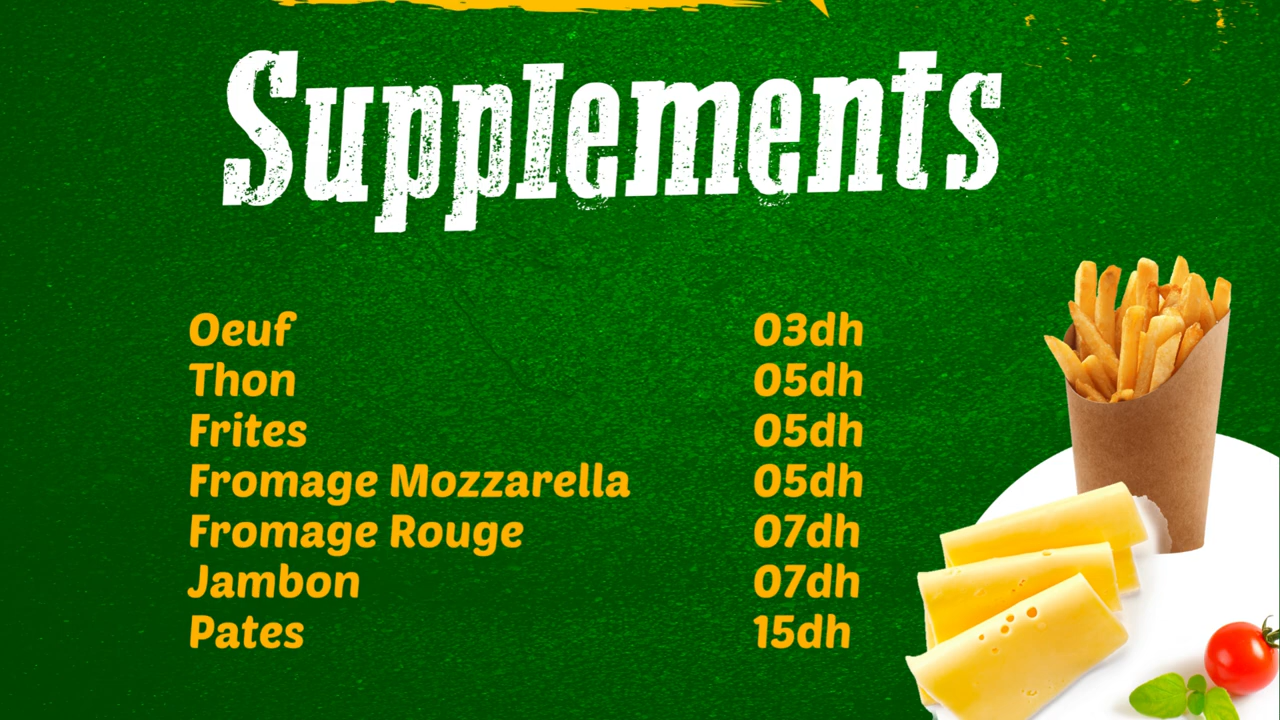 Supplements
Oeuf 03dh
Thon 05dh
Frites 05dh
Fromage Mozzarella 05dh
Fromage Rouge 07dh
Jambon 07dh
Pates 15dh